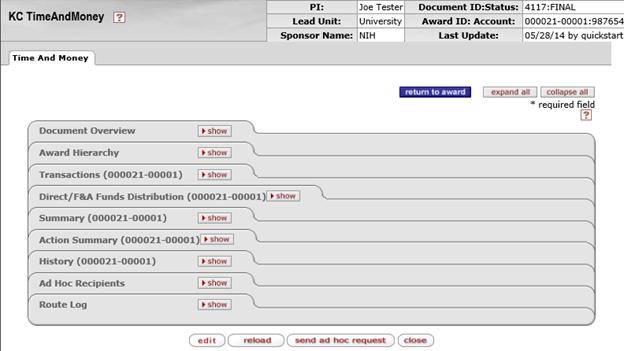 KC TimeAndMoney ?
PI: Joe Tester Document ID:Status: 4117:FINAL
Lead Unit: University Award ID: Account: 000021-00001:987654
Sponsor Name: NIH Last Update: 05/28/14 by quickstart
Time And Money
return to award expand all collapse all
* required field
?
Document Overview show
Award Hierarchy show
Transactions (000021-00001) show
Direct/F&A Funds Distribution (000021-00001) show
Summary (000021-00001) show
Action Summary (000021-00001) show
History (000021-00001) show
Ad Hoc Recipients show
Route Log show
edit reload send ad hoc request close